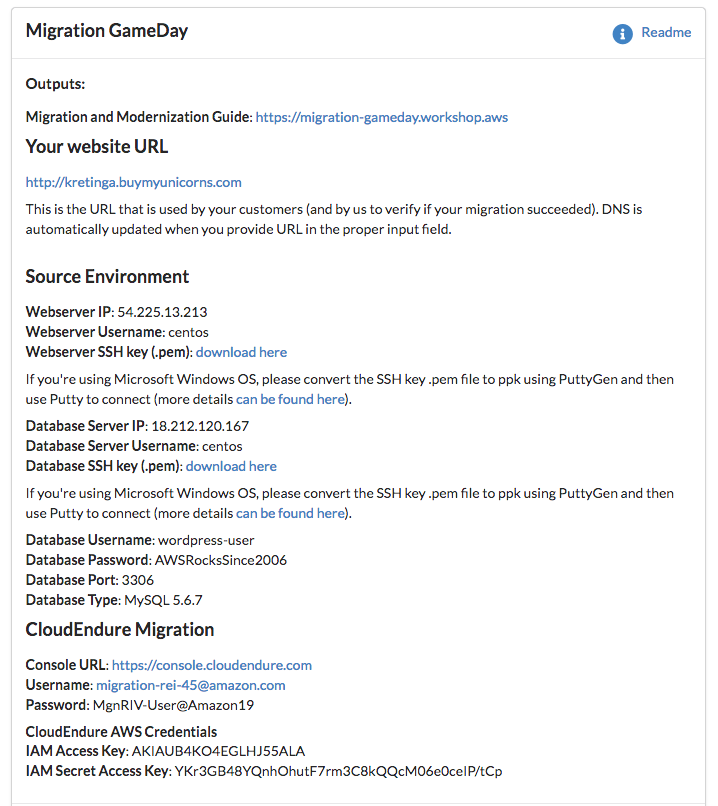 Migration GameDay
Readme
Outputs:
Migration and Modernization Guide: https://migration-gameday.workshop.aws
Your website URL
http://kretinga.buymyunicorns.com
This is the URL that is used by your customers (and by us to verify if your migration succeeded). DNS is
automatically updated when you provide URL in the proper input field.
Source Environment
Webserver IP: 54.225.13.213
Webserver Username: centos
Webserver SSH key (.pem): download here
If you're using Microsoft Windows OS, please convert the SSH key .pem file to ppk using PuttyGen and then
use Putty to connect (more details can be found here).
Database Server IP: 18.212.120.167
Database Server Username: centos
Database SSH key (.pem): download here
If you're using Microsoft Windows OS, please convert the SSH key .pem file to ppk using PuttyGen and then
use Putty to connect (more details can be found here).
Database Username: wordpress-user
Database Password: AWSRocksSince2006
Database Port: 3306
Database Type: MySQL 5.6.7
CloudEndure Migration
Console URL: https://console.cloudendure.com
Username: migration-rei-45@amazon.com
Password: MgnRIV-User@Amazon19
CloudEndure AWS Credentials
IAM Access Key: AKIAUB4KO4EGLHJ55ALA
IAM Secret Access Key: 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